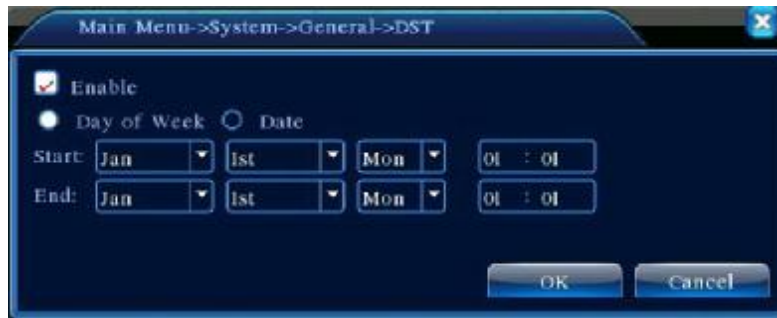 Main Menu->System->General->DST
Enable
Day of Week Date
Start: Jan 1st Mon 01 : 01
End: Jan 1st Mon 01 : 01
OK Cancel